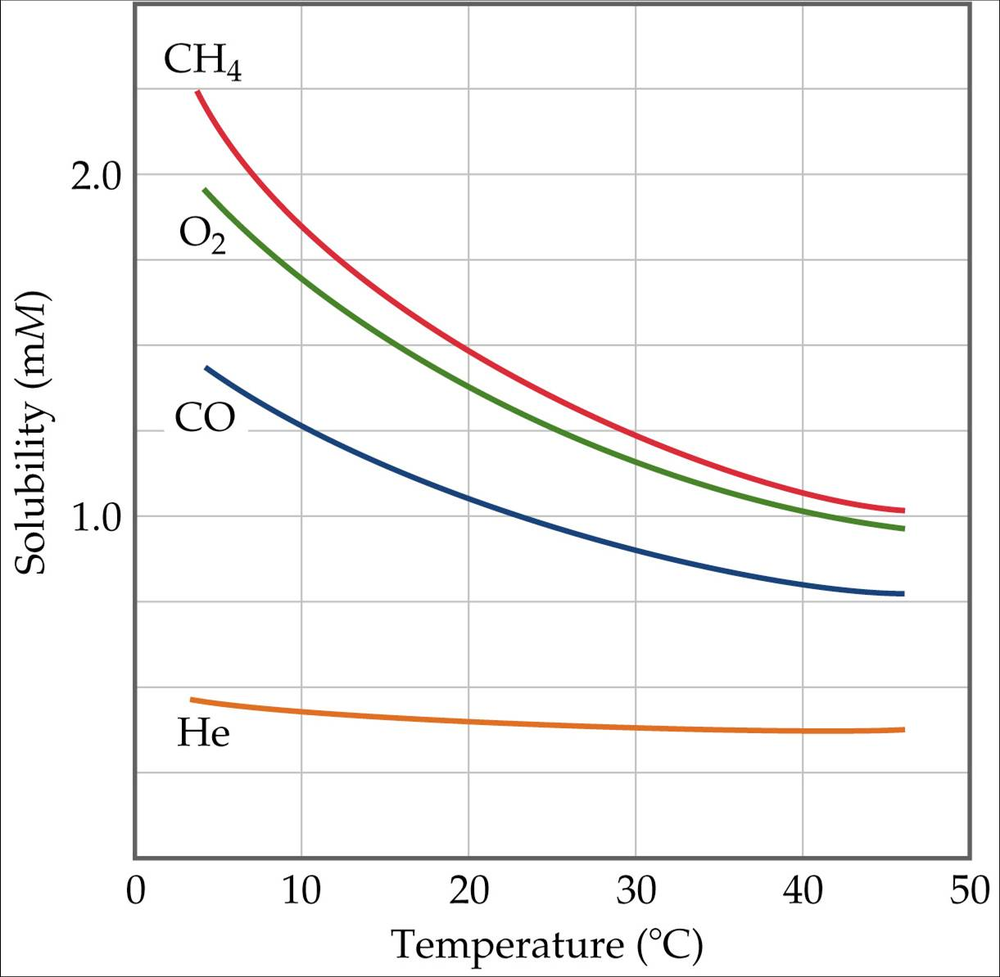 CH₄
2.0
O₂
CO
1.0
He
Solubility (mM)
0 10 20 30 40 50
Temperature (°C)